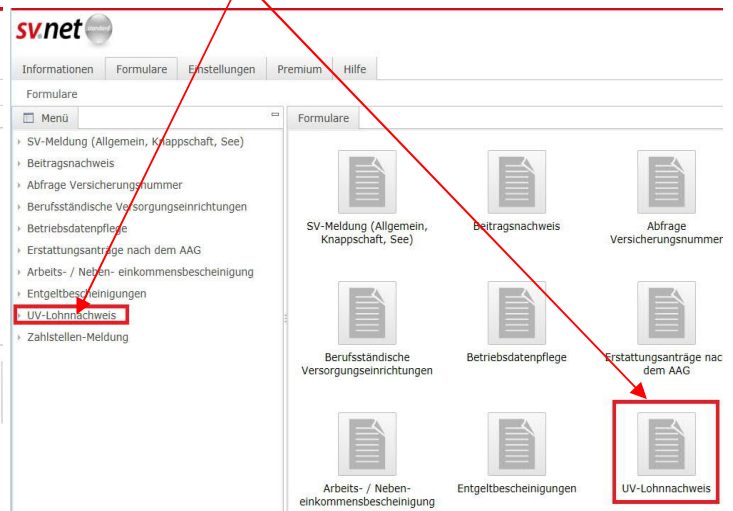 sv.net standard
Informationen Formulare Einstellungen Premium Hilfe
Formulare
Menü
SV-Meldung (Allgemein, Knappschaft, See)
Beitragsnachweis
Abfrage Versicherungsnummer
Berufsständische Versorgungseinrichtungen
Betriebsdatenpflege
Erstattungsanträge nach dem AAG
Arbeits- / Neben- einkommensbescheinigung
Entgeltbescheinigungen
UV-Lohnnachweis
Zahlstellen-Meldung
Formulare
SV-Meldung (Allgemein,
Knappschaft, See)
Beitragsnachweis
Abfrage
Versicherungsnummer
Berufsständische
Versorgungseinrichtungen
Betriebsdatenpflege
Erstattungsanträge nac
dem AAG
Arbeits- / Neben-
einkommensbescheinigung
Entgeltbescheinigungen
UV-Lohnnachweis